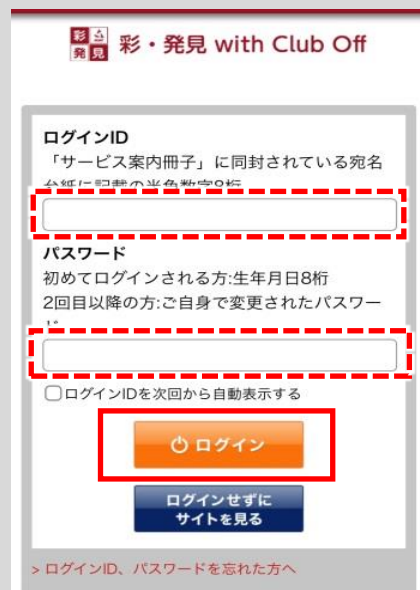 彩発見
彩・発見 with Club Off
ログインID
「サービス案内冊子」に同封されている宛名
台紙に記載の半角数字8桁
パスワード
初めてログインされる方:生年月日8桁
2回目以降の方:ご自身で変更されたパスワー
ド
ログインIDを次回から自動表示する
ログイン
ログインせずに
サイトを見る
> ログインID、パスワードを忘れた方へ